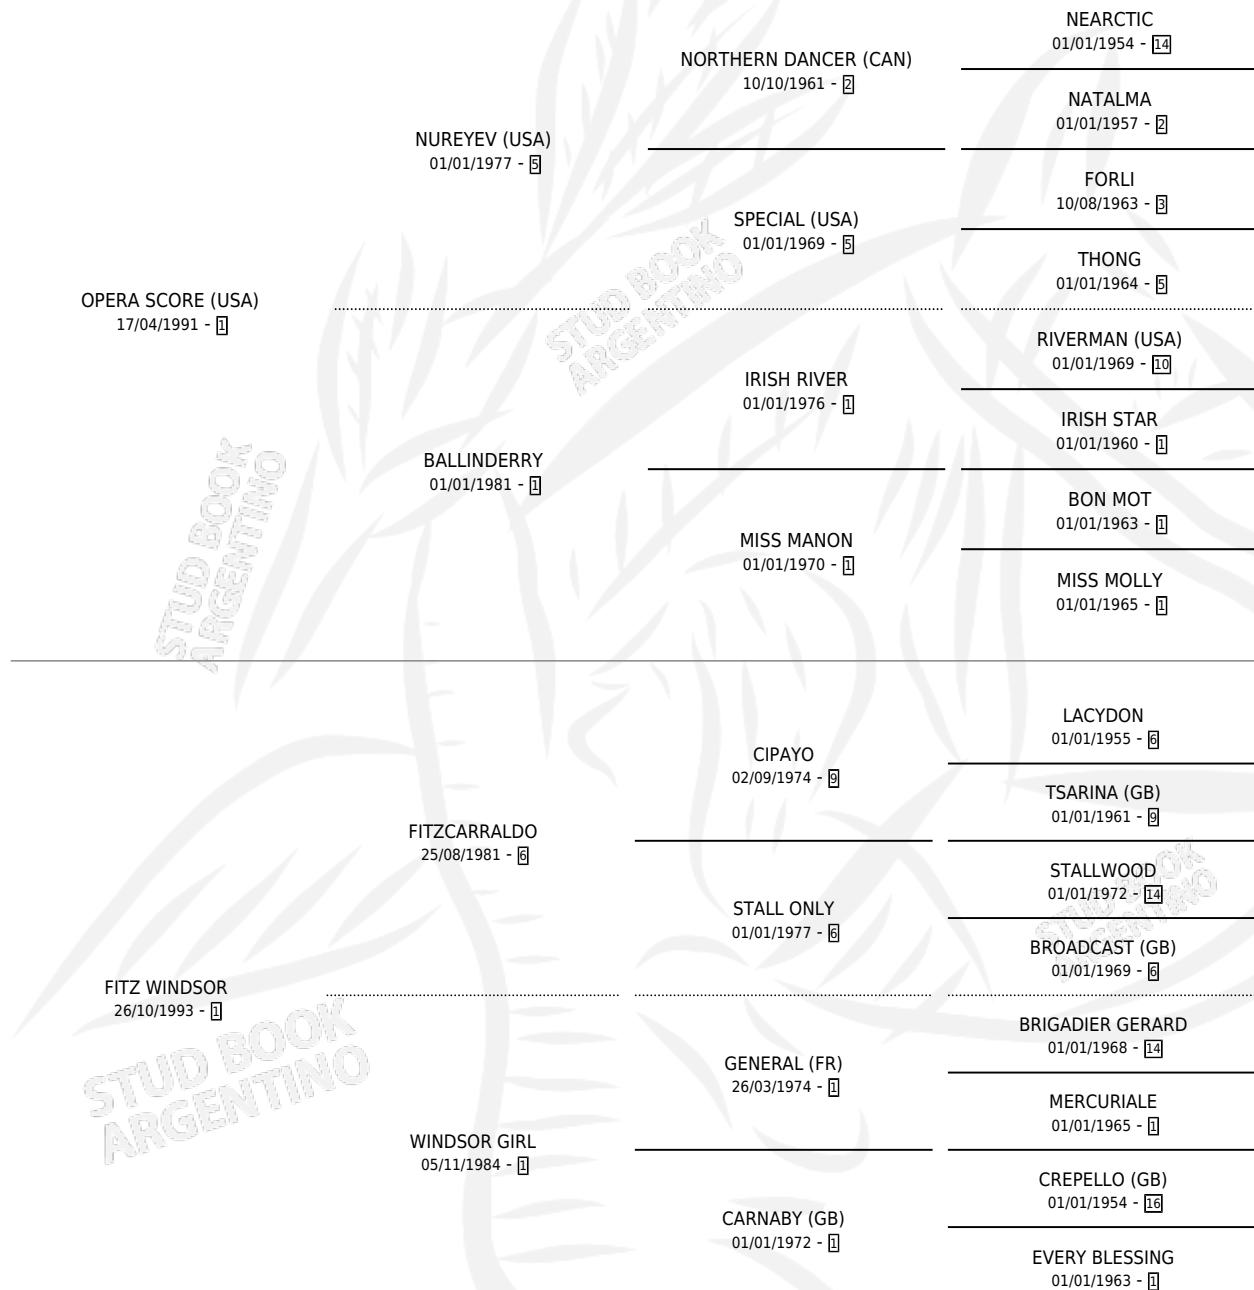 NEARCTIC
01/01/1954 - 14
NORTHERN DANCER (CAN)
10/10/1961 - 2
NATALMA
01/01/1957 - 2
NUREYEV (USA)
01/01/1977 - 5
FORLI
10/08/1963 - 3
SPECIAL (USA)
01/01/1969 - 5
THONG
01/01/1964 - 5
OPERA SCORE (USA)
17/04/1991 - 1
RIVERMAN (USA)
01/01/1969 - 10
IRISH RIVER
01/01/1976 - 1
IRISH STAR
01/01/1960 - 1
BALLINDERRY
01/01/1981 - 1
BON MOT
01/01/1963 - 1
MISS MANON
01/01/1970 - 1
MISS MOLLY
01/01/1965 - 1
LACYDON
01/01/1955 - 6
CIPAYO
02/09/1974 - 9
TSARINA (GB)
01/01/1961 - 9
FITZCARRALDO
25/08/1981 - 6
STALLWOOD
01/01/1972 - 14
STALL ONLY
01/01/1977 - 6
BROADCAST (GB)
01/01/1969 - 6
FITZ WINDSOR
26/10/1993 - 1
BRIGADIER GERARD
01/01/1968 - 14
GENERAL (FR)
26/03/1974 - 1
MERCURIALE
01/01/1965 - 1
WINDSOR GIRL
05/11/1984 - 1
CREPELLO (GB)
01/01/1954 - 16
CARNABY (GB)
01/01/1972 - 1
EVERY BLESSING
01/01/1963 - 1
STUD BOOK
ARGENTINO
STUD BOOK
ARGENTINO
STUD BOOK
ARGENTINO
STUD BOOK
ARGENTINO